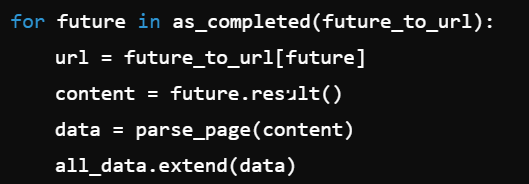 for future in as_completed(future_to_url):
    url = future_to_url[future]
    content = future.result()
    data = parse_page(content)
    all_data.extend(data)